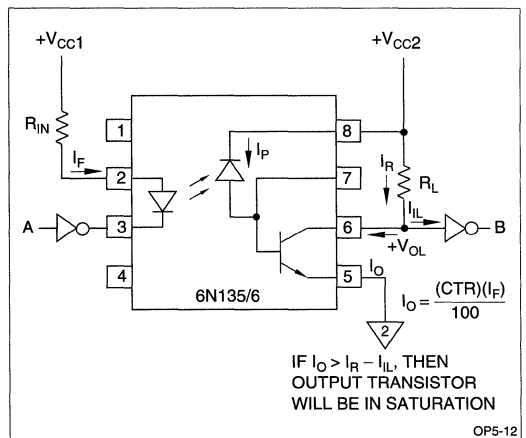 +VCC1
+VCC2
RIN
1
8
IP
IF
iR
RL
2
7
IIL
A
3
6
B
+VOL
4
5
IO
6N135/6
IO = (CTR)(IF)
100
2
IF IO > iR – IIL, THEN
OUTPUT TRANSISTOR
WILL BE IN SATURATION
OP5-12